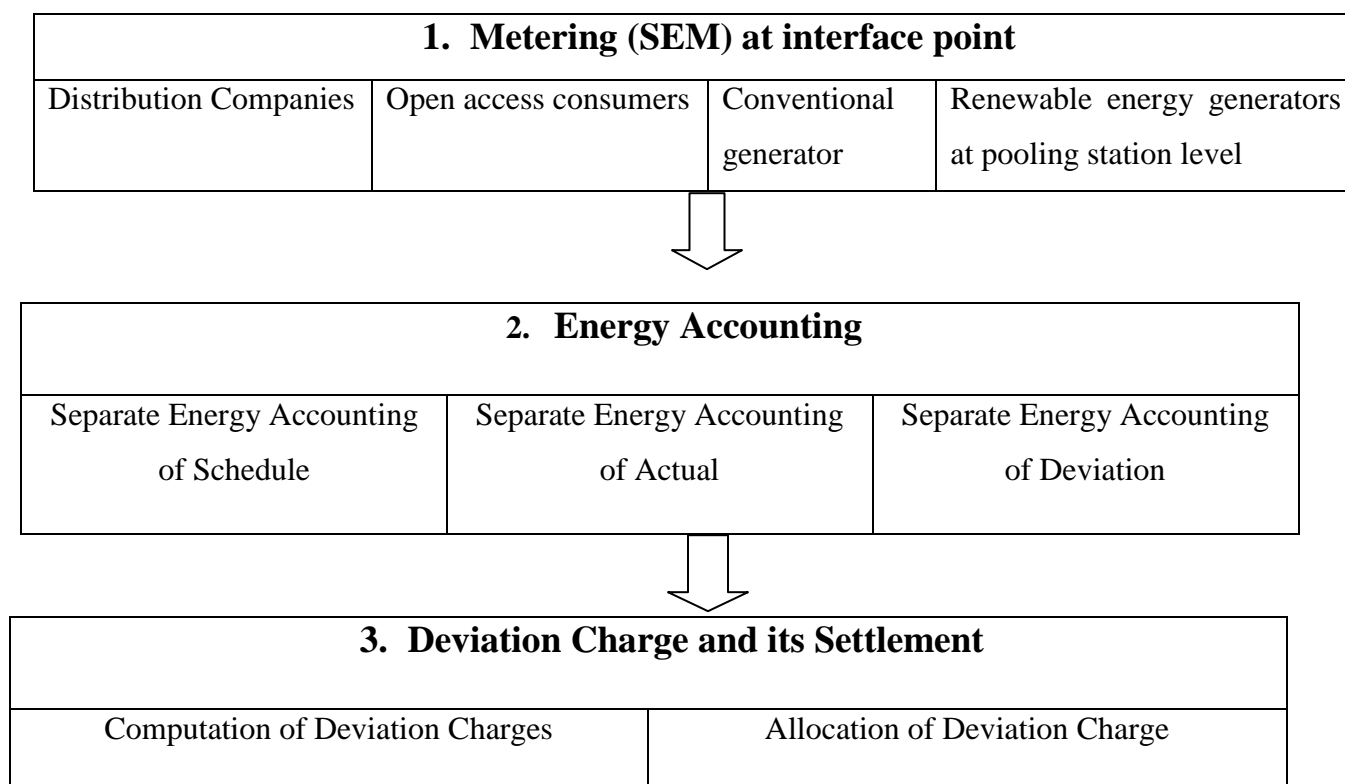 1. Metering (SEM) at interface point
Distribution Companies
Open access consumers
Conventional
generator
Renewable energy generators
at pooling station level
2. Energy Accounting
Separate Energy Accounting
of Schedule
Separate Energy Accounting
of Actual
Separate Energy Accounting
of Deviation
3. Deviation Charge and its Settlement
Computation of Deviation Charges
Allocation of Deviation Charge